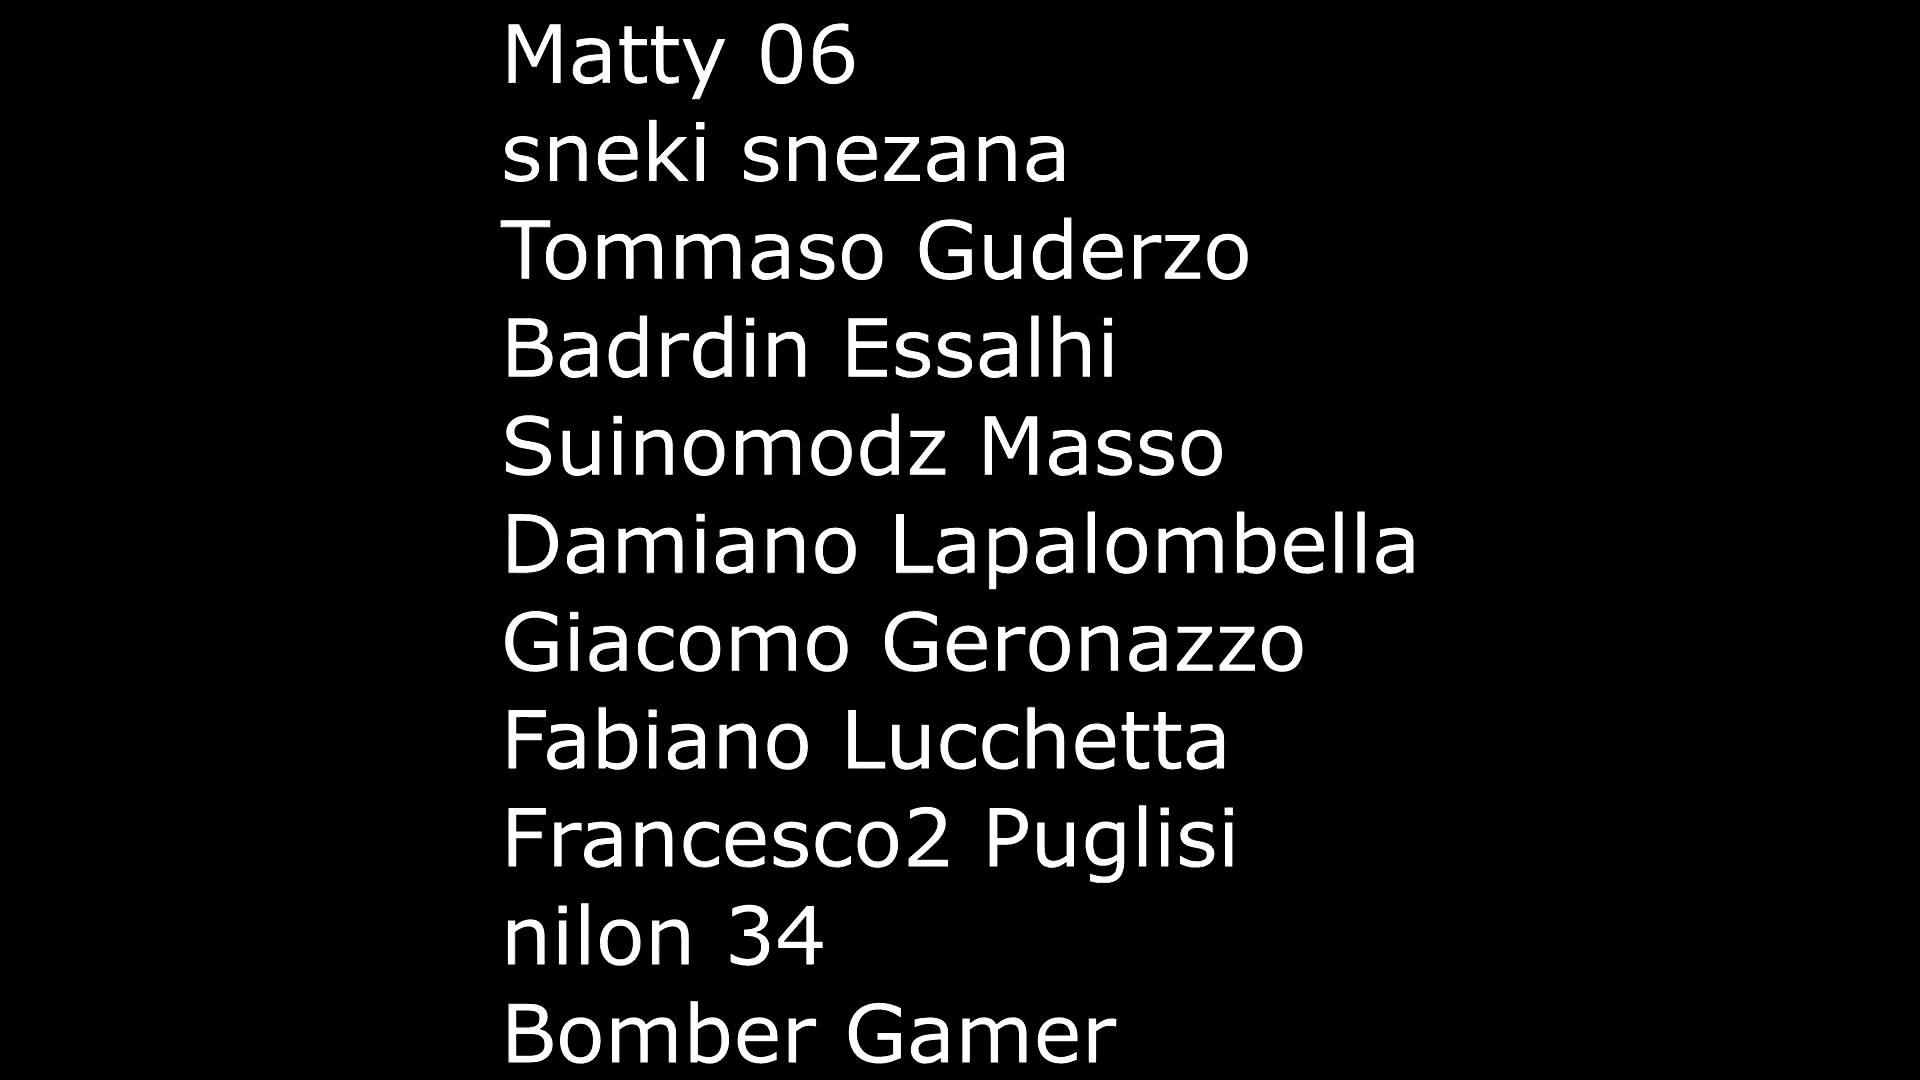 Matty 06
sneki snezana
Tommaso Guderzo
Badrdin Essalhi
Suinomodz Masso
Damiano Lapalombella
Giacomo Geronazzo
Fabiano Lucchetta
Francesco2 Puglisi
nilon 34
Bomber Gamer